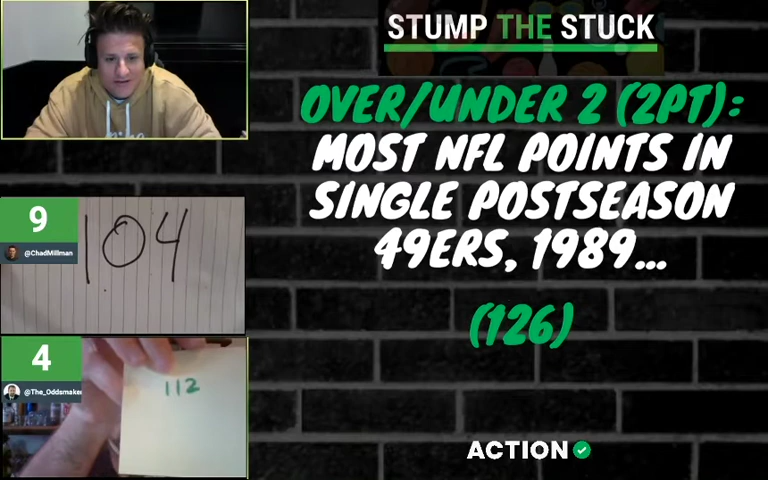 STUMP THE STUCK
OVER/UNDER 2 (2PT):
MOST NFL POINTS IN
SINGLE POSTSEASON
49ERS, 1989...
(126)
9
@ChadMillman
104
4
@The_Oddsmaker
112
ACTION